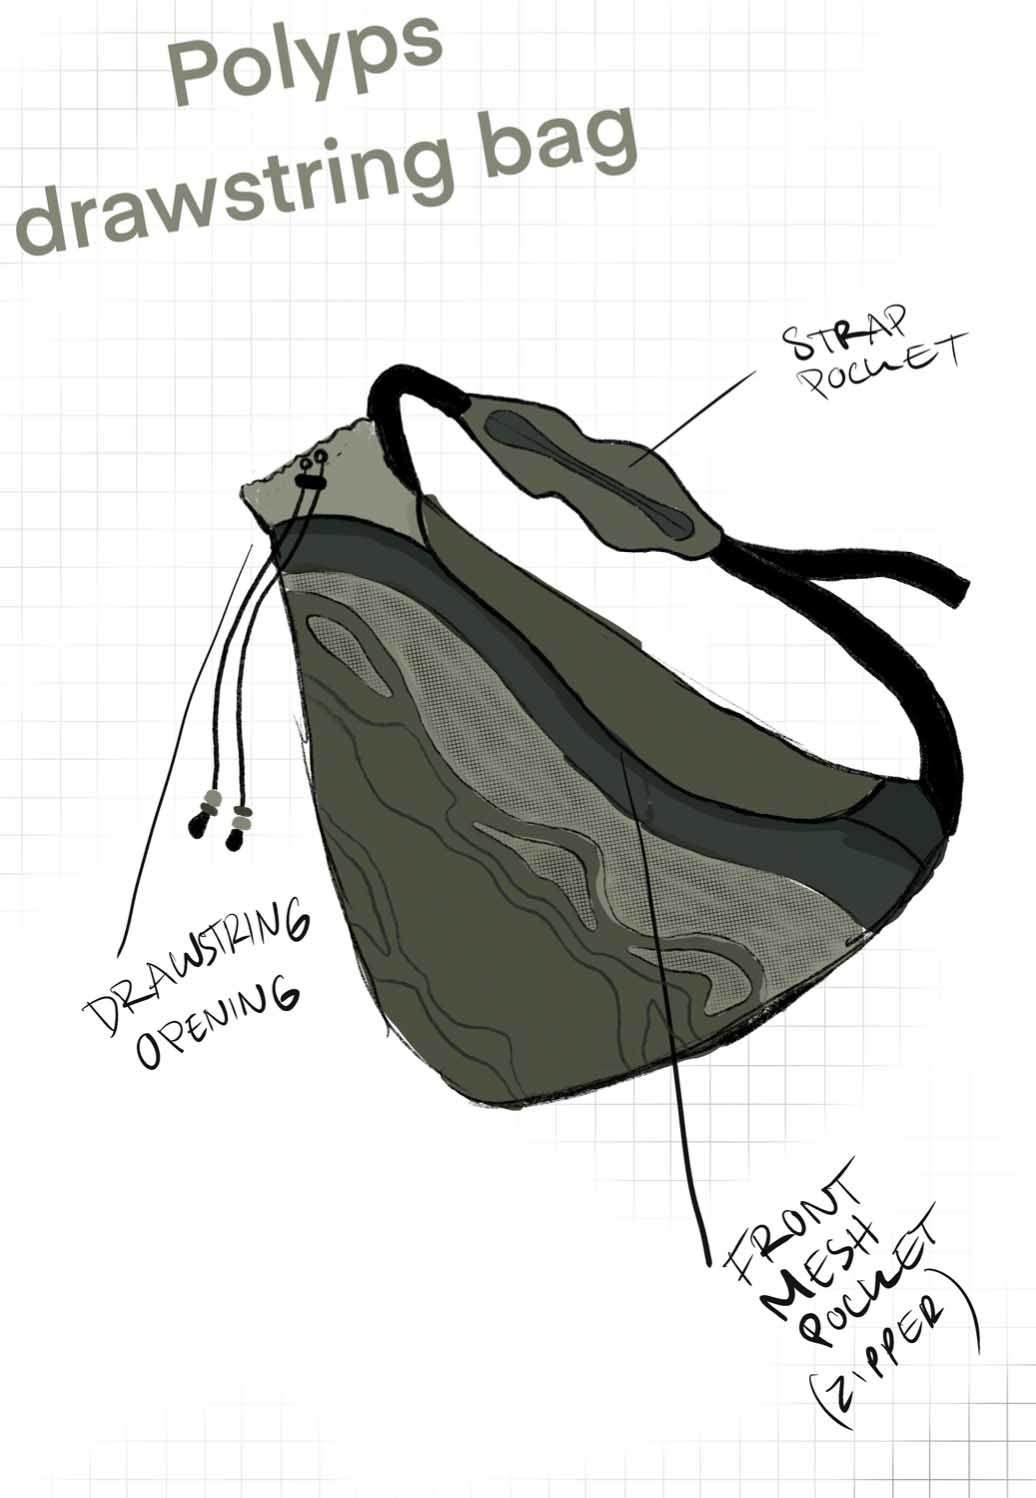 Polyps
drawstring bag
STRAP
POCKET
DRAWSTRING
OPENING
FRONT
MESH
POCKET
(ZIPPER)